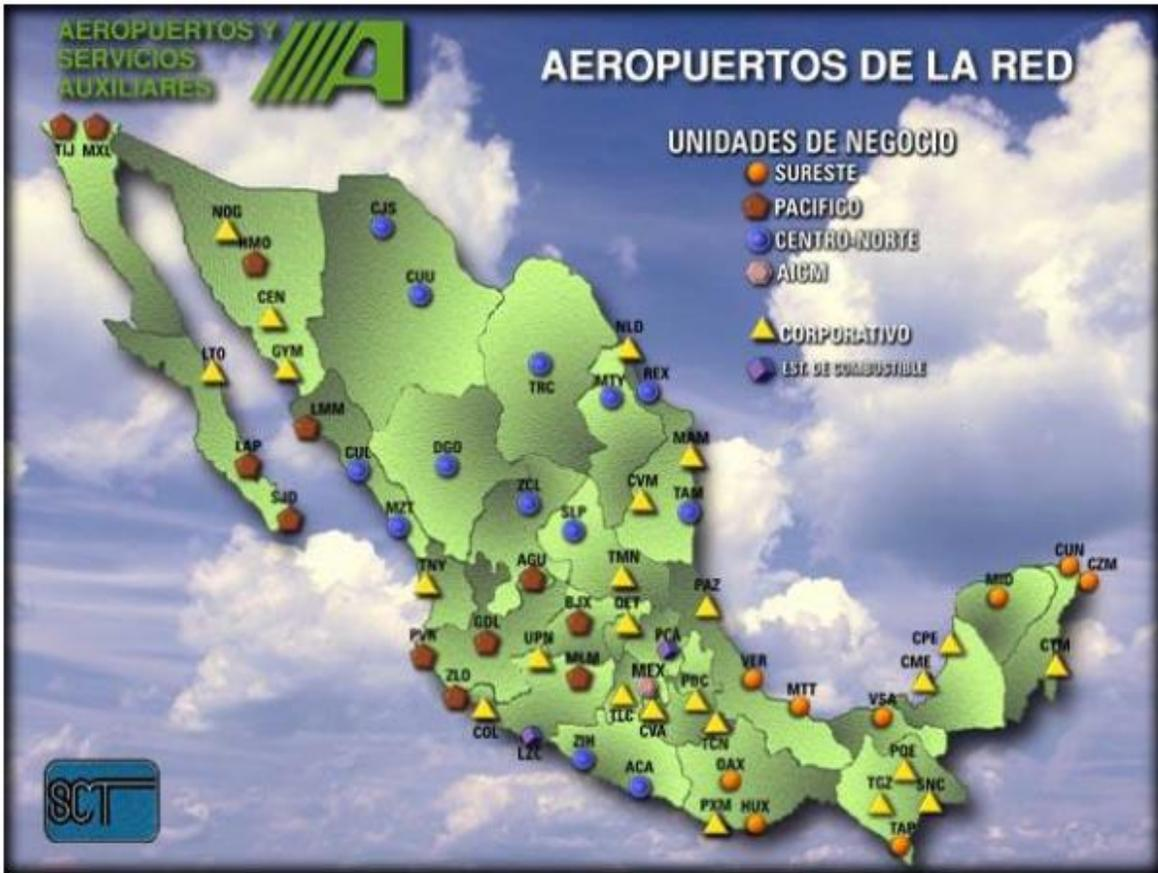 AEROPUERTOS Y
SERVICIOS
AUXILIARES
AEROPUERTOS DE LA RED
UNIDADES DE NEGOCIO
SURESTE
PACIFICO
CENTRO-NORTE
AICM
CORPORATIVO
EST. DE COMBUSTIBLE
TIJ MXL
NOG
HMO
CJS
CUU
CEN
LTO
GYM
NLD
TRC
MTY
REX
LMM
LAP
CUL
DGO
MAM
SJD
MZT
ZCL
SLP
CVM
TAM
TNY
AGU
TMN
PAZ
CUN
CZM
MID
PVR
GDL
BJX
QET
UPN
PCA
CPE
CTM
ZLO
MLM
MEX
PBC
VER
CME
COL
TLC
CVA
TCN
MTT
VSA
LZC
ZIH
ACA
OAX
PQE
TGZ
SNC
PXM
HUX
TAP
SCT